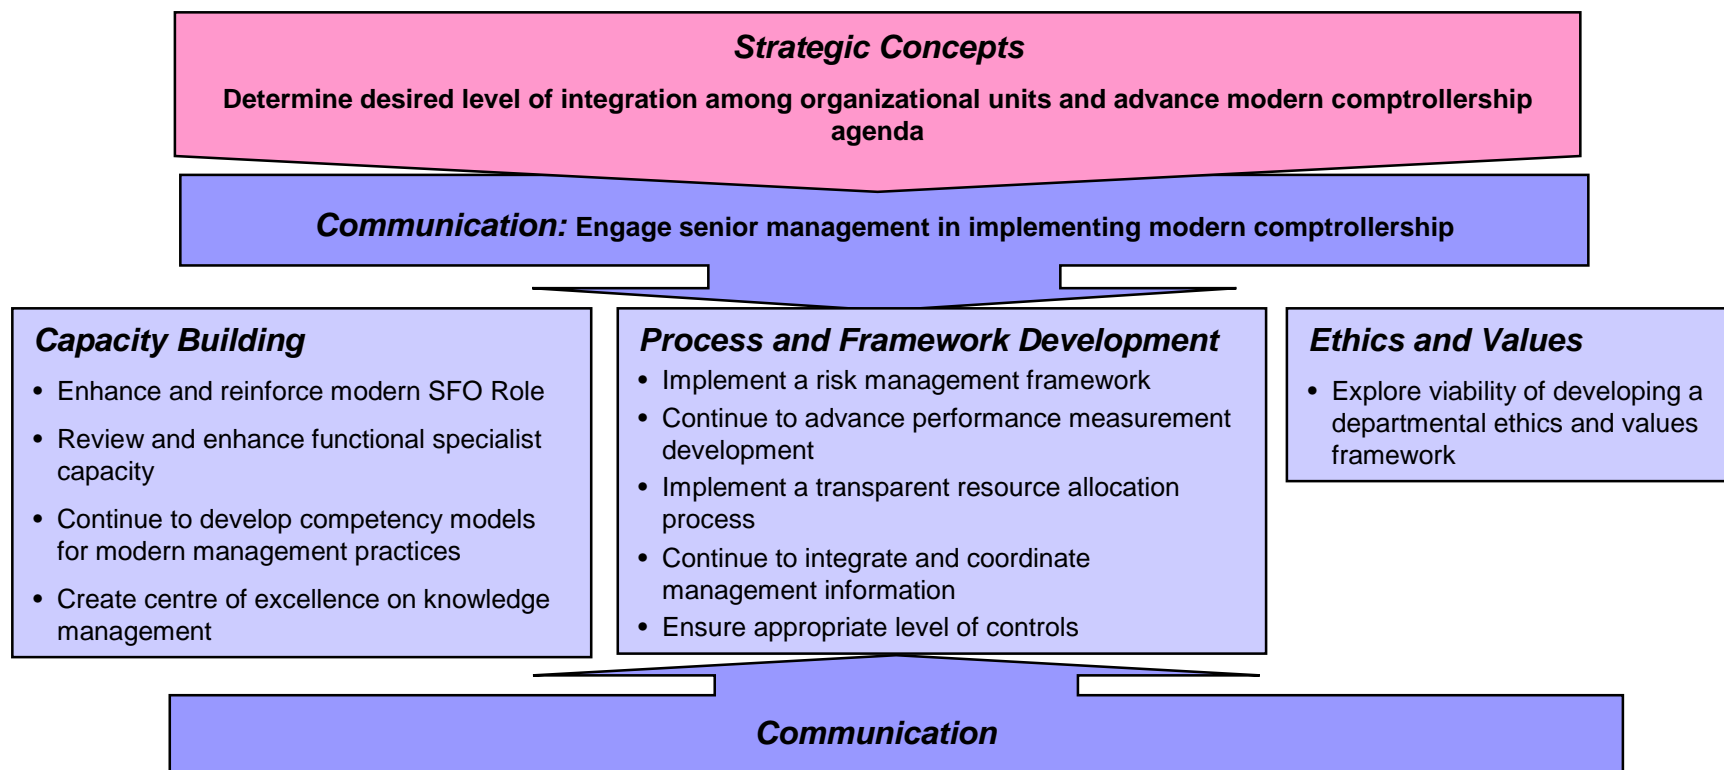 Strategic Concepts
Determine desired level of integration among organizational units and advance modern comptrollership
agenda
Communication: Engage senior management in implementing modern comptrollership
Capacity Building
• Enhance and reinforce modern SFO Role
• Review and enhance functional specialist
capacity
• Continue to develop competency models
for modern management practices
• Create centre of excellence on knowledge
management
Process and Framework Development
• Implement a risk management framework
• Continue to advance performance measurement
development
• Implement a transparent resource allocation
process
• Continue to integrate and coordinate
management information
• Ensure appropriate level of controls
Ethics and Values
• Explore viability of developing a
departmental ethics and values
framework
Communication